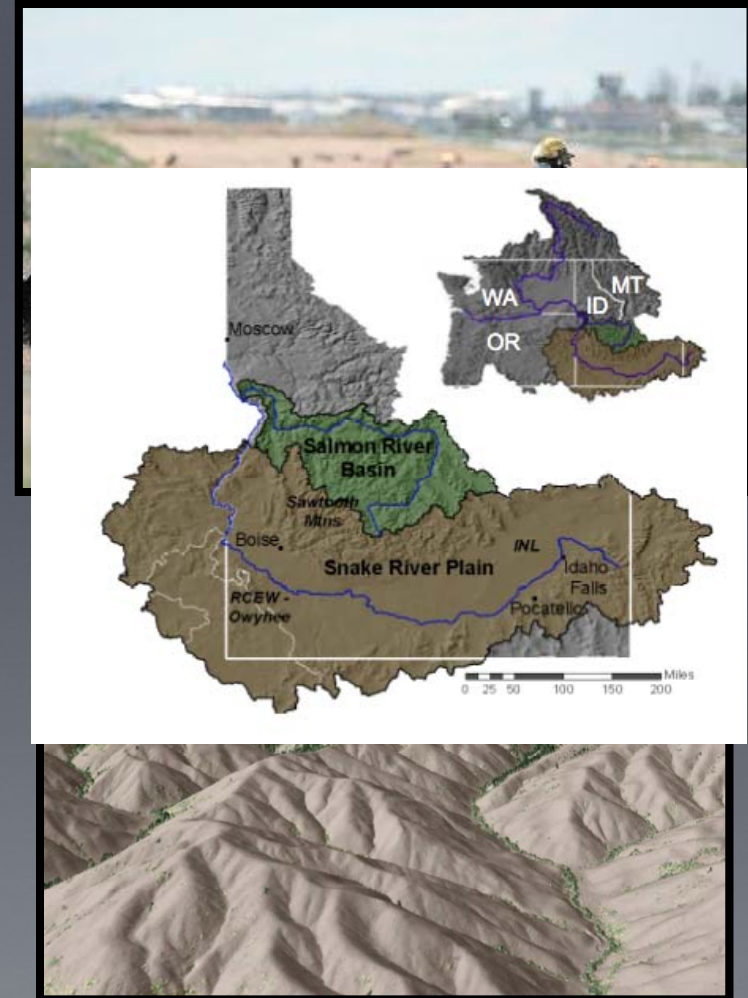 Moscow
WA
ID
MT
OR
Salmon River
Basin
Sawtooth
Mtns
Boise
INL
Snake River Plain
Idaho
Falls
RCEW -
Owyhee
Pocatello
Miles
0 25 50 100 150 200